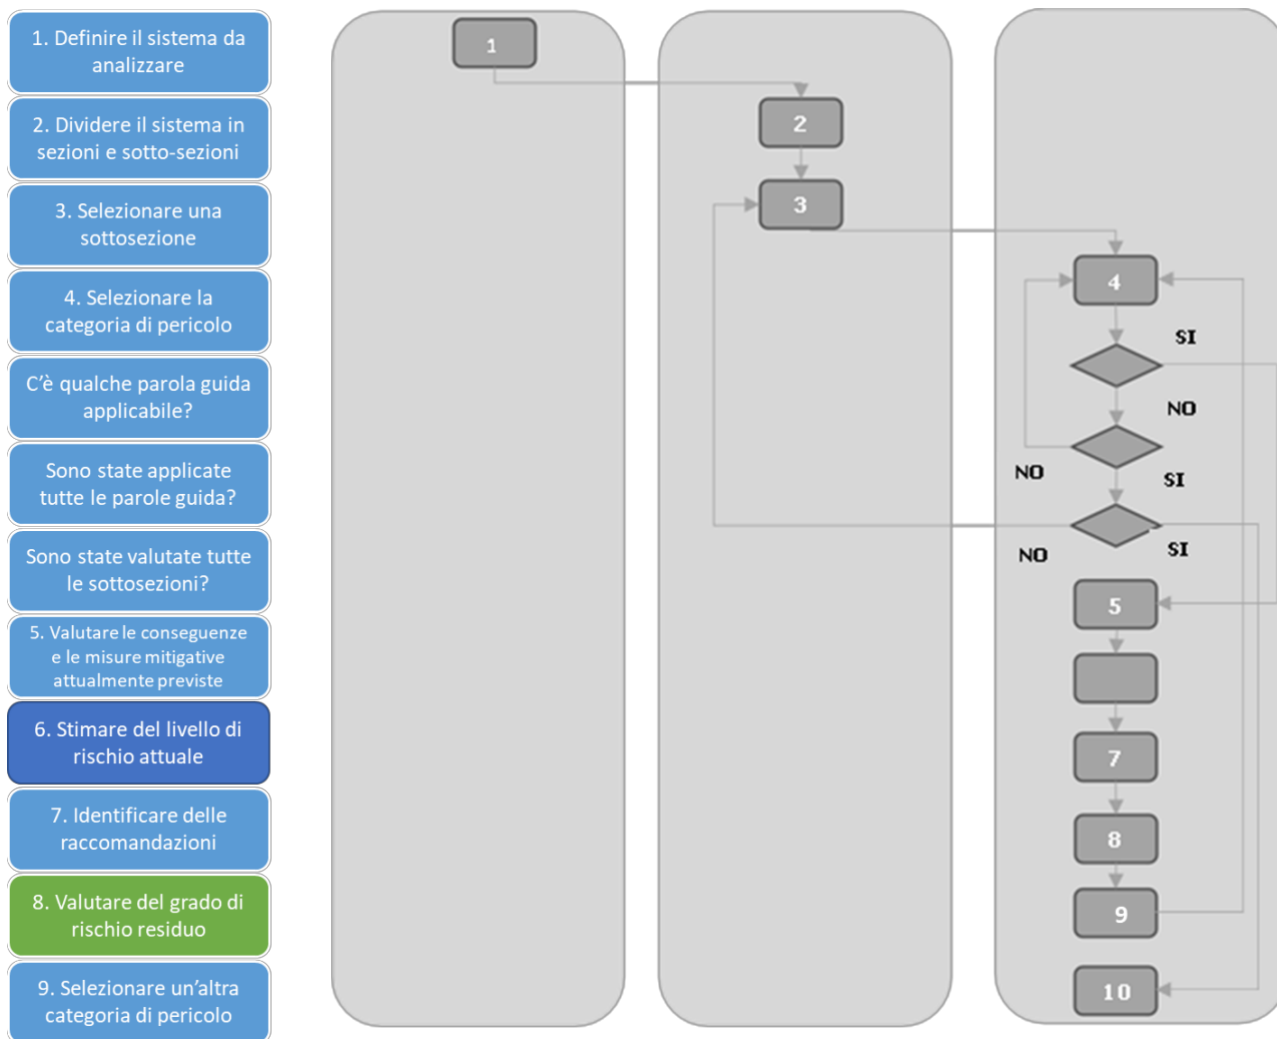 1. Definire il sistema da
analizzare
2. Dividere il sistema in
sezioni e sotto-sezioni
3. Selezionare una
sottosezione
4. Selezionare la
categoria di pericolo
C'è qualche parola guida
applicabile?
Sono state applicate
tutte le parole guida?
Sono state valutate tutte
le sottosezioni?
5. Valutare le conseguenze
e le misure mitigative
attualmente previste
6. Stimare del livello di
rischio attuale
7. Identificare delle
raccomandazioni
8. Valutare del grado di
rischio residuo
9. Selezionare un'altra
categoria di pericolo
1
2
3
4
SI
NO
NO
SI
NO
SI
5
7
8
9
10